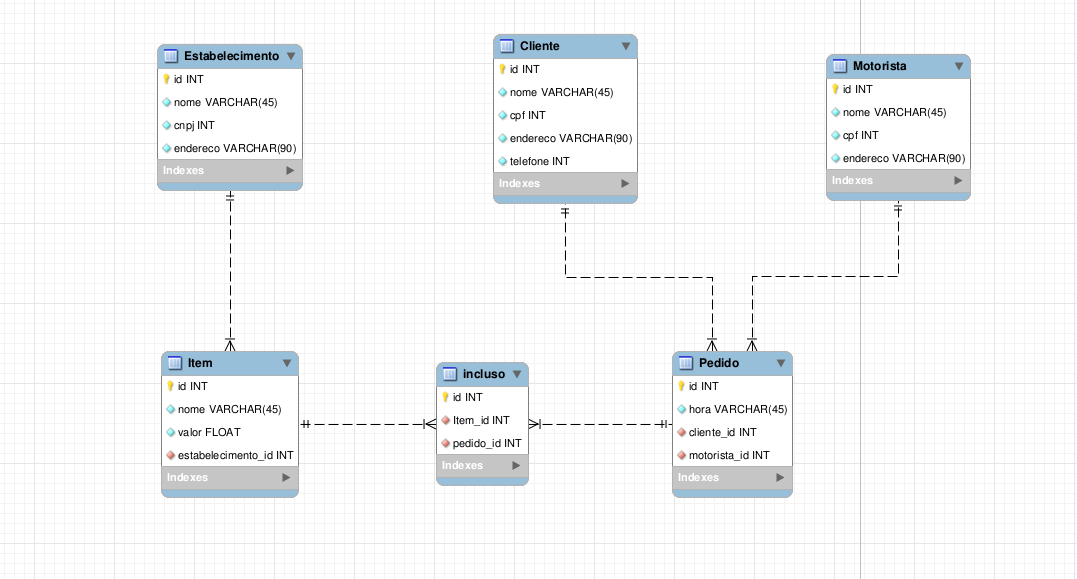 Estabelecimento
id INT
nome VARCHAR(45)
cnpj INT
endereco VARCHAR(90)
Indexes
Cliente
id INT
nome VARCHAR(45)
cpf INT
endereco VARCHAR(90)
telefone INT
Indexes
Motorista
id INT
nome VARCHAR(45)
cpf INT
endereco VARCHAR(90)
Indexes
Item
id INT
nome VARCHAR(45)
valor FLOAT
estabelecimento_id INT
Indexes
incluso
id INT
Item_id INT
pedido_id INT
Indexes
Pedido
id INT
hora VARCHAR(45)
cliente_id INT
motorista_id INT
Indexes